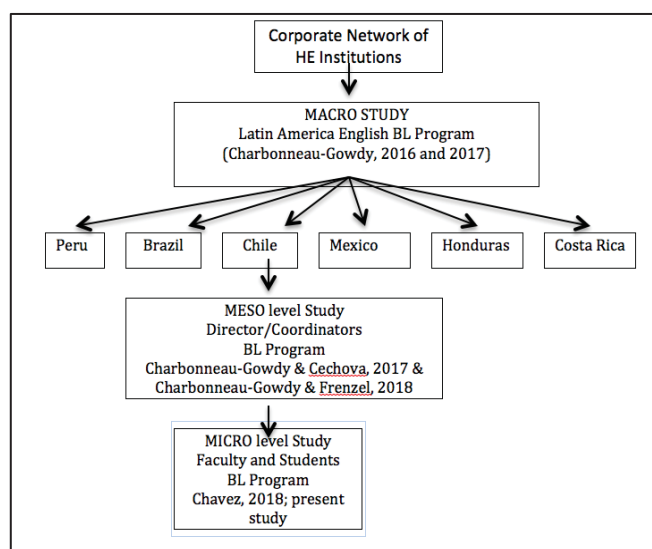 Corporate Network of
HE Institutions
MACRO STUDY
Latin America English BL Program
(Charbonneau-Gowdy, 2016 and 2017)
Peru
Brazil
Chile
Mexico
Honduras
Costa Rica
MESO level Study
Director/Coordinators
BL Program
Charbonneau-Gowdy & Cechova, 2017 &
Charbonneau-Gowdy & Frenzel, 2018
MICRO level Study
Faculty and Students
BL Program
Chavez, 2018; present
study